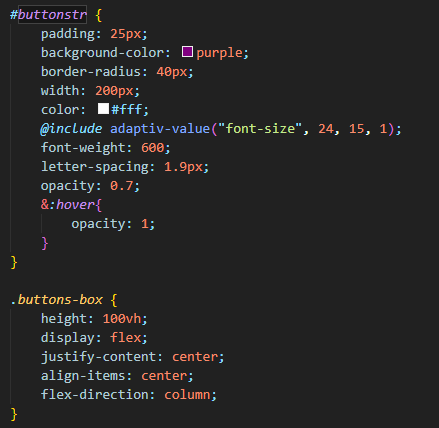 #buttonstr {
    padding: 25px;
    background-color: purple;
    border-radius: 40px;
    width: 200px;
    color: #fff;
    @include adaptiv-value("font-size", 24, 15, 1);
    font-weight: 600;
    letter-spacing: 1.9px;
    opacity: 0.7;
    &:hover{
        opacity: 1;
    }
}

.buttons-box {
    height: 100vh;
    display: flex;
    justify-content: center;
    align-items: center;
    flex-direction: column;
}